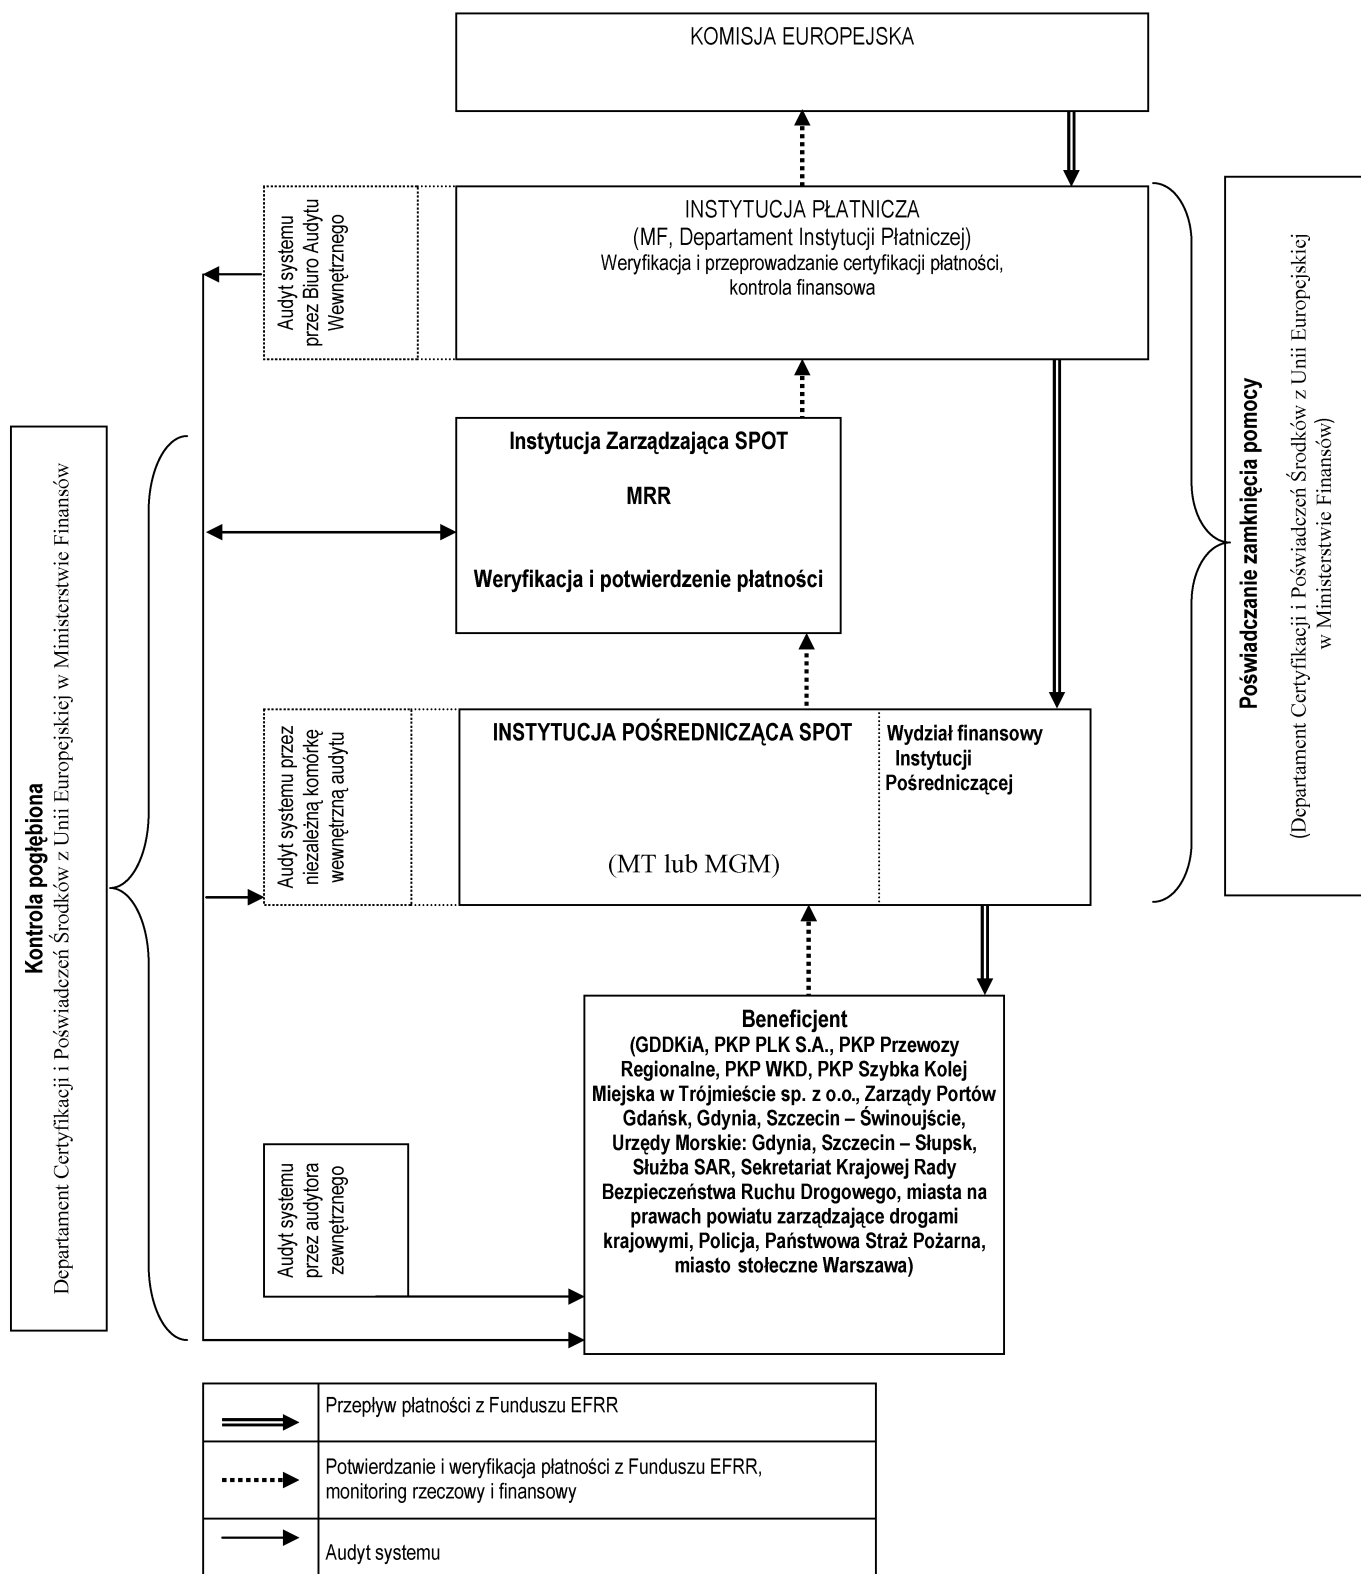 KOMISJA EUROPEJSKA
Audyt systemu
przez Biuro Audytu
Wewnętrznego
INSTYTUCJA PŁATNICZA
(MF, Departament Instytucji Płatniczej)
Weryfikacja i przeprowadzanie certyfikacji płatności,
kontrola finansowa
Poświadczanie zamknięcia pomocy
(Departament Certyfikacji i Poświadczeń Środków z Unii Europejskiej
w Ministerstwie Finansów)
Kontrola pogłębiona
Departament Certyfikacji i Poświadczeń Środków z Unii Europejskiej w Ministerstwie Finansów
Instytucja Zarządzająca SPOT
MRR
Weryfikacja i potwierdzenie płatności
Audyt systemu przez
niezależną komórkę
wewnętrzną audytu
INSTYTUCJA POŚREDNICZĄCA SPOT
(MT lub MGM)
Wydział finansowy
Instytucji
Pośredniczącej
Beneficjent
(GDDKiA, PKP PLK S.A., PKP Przewozy
Regionalne, PKP WKD, PKP Szybka Kolej
Miejska w Trójmieście sp. z o.o., Zarządy Portów
Gdańsk, Gdynia, Szczecin – Świnoujście,
Urzędy Morskie: Gdynia, Szczecin – Słupsk,
Służba SAR, Sekretariat Krajowej Rady
Bezpieczeństwa Ruchu Drogowego, miasta na
prawach powiatu zarządzające drogami
krajowymi, Policja, Państwowa Straż Pożarna,
miasto stołeczne Warszawa)
Audyt systemu
przez audytora
zewnętrznego
Przepływ płatności z Funduszu EFRR
Potwierdzanie i weryfikacja płatności z Funduszu EFRR,
monitoring rzeczowy i finansowy
Audyt systemu